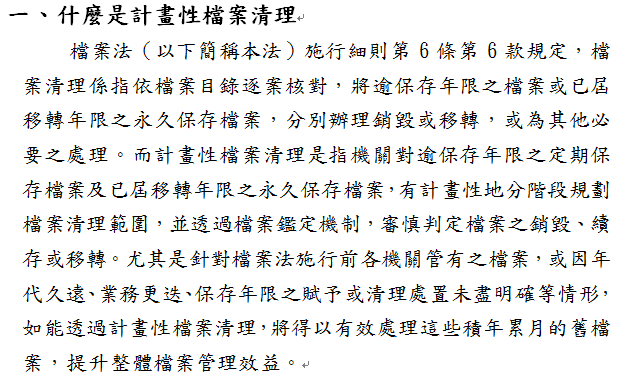 一、什麼是計畫性檔案清理
檔案法（以下簡稱本法）施行細則第 6 條第 6 款規定，檔
案清理係指依檔案目錄逐案核對，將逾保存年限之檔案或已屆
移轉年限之永久保存檔案，分別辦理銷毀或移轉，或為其他必
要之處理。而計畫性檔案清理是指機關對逾保存年限之定期保
存檔案及已屆移轉年限之永久保存檔案，有計畫性地分階段規劃
檔案清理範圍，並透過檔案鑑定機制，審慎判定檔案之銷毀、續
存或移轉。尤其是針對檔案法施行前各機關管有之檔案，或因年
代久遠、業務更迭、保存年限之賦予或清理處置未盡明確等情形，
如能透過計畫性檔案清理，將得以有效處理這些積年累月的舊檔
案，提升整體檔案管理效益。